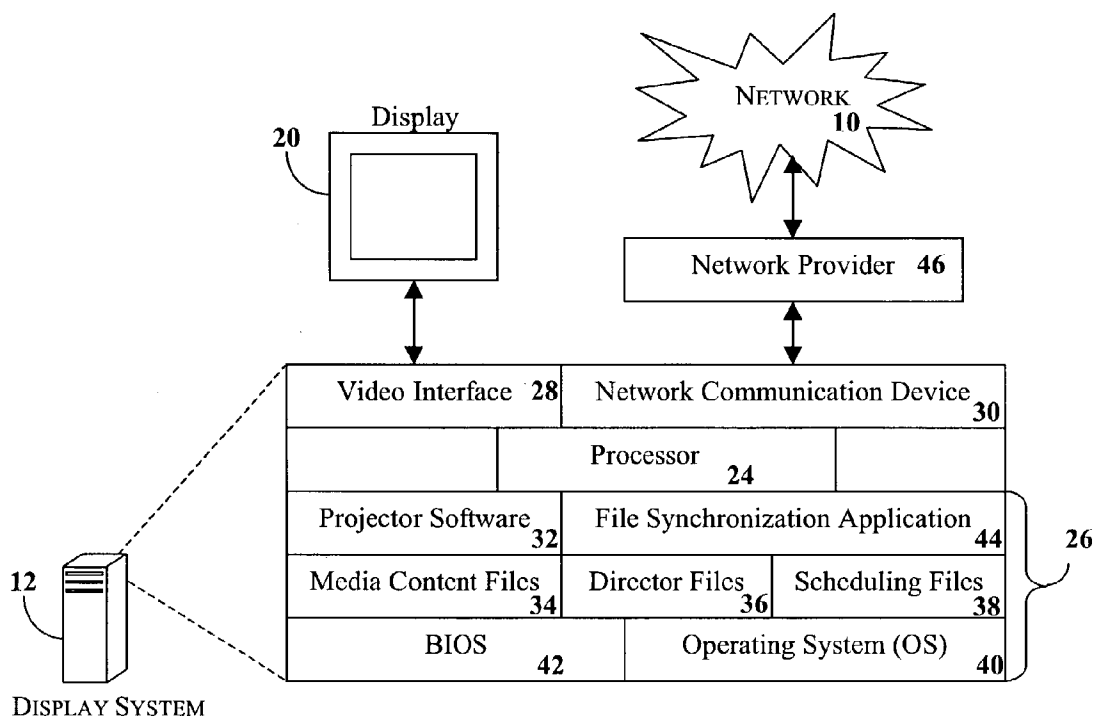 NETWORK
10
Display
20
Network Provider 46
Video Interface 28
Network Communication Device
30
Processor
24
Projector Software
32
File Synchronization Application
44
26
Media Content Files
34
Director Files
36
Scheduling Files
38
12
BIOS
42
Operating System (OS)
40
DISPLAY SYSTEM